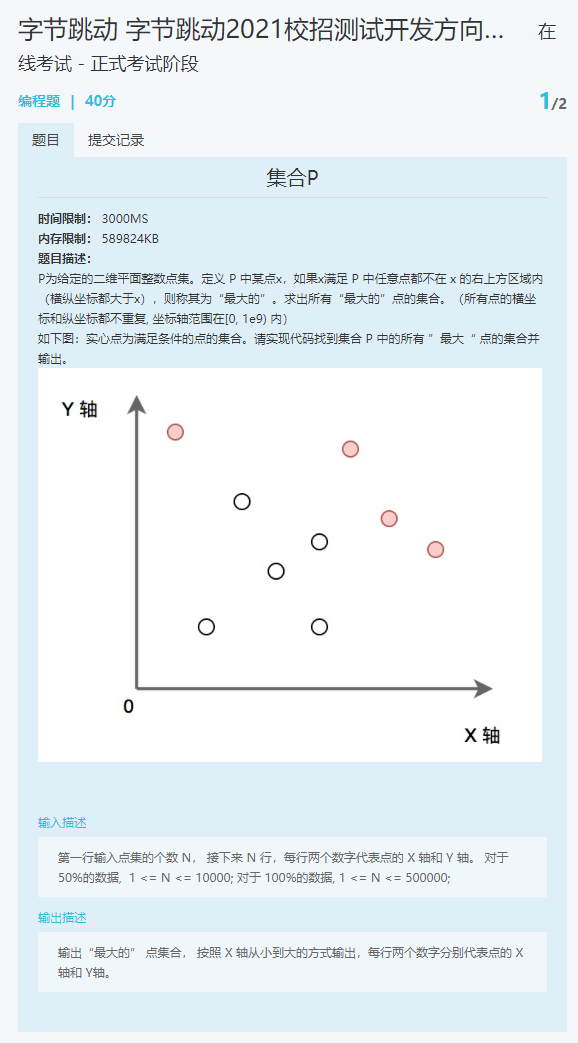 字节跳动 字节跳动2021校招测试开发方向... 在
线考试 - 正式考试阶段
编程题 | 40分
1/2
题目 提交记录
集合P
时间限制： 3000MS
内存限制： 589824KB
题目描述：
P为给定的二维平面整数点集。定义 P 中某点x，如果x满足 P 中任意点都不在 x 的右上方区域内
（横纵坐标都大于x），则称其为“最大的”。求出所有“最大的”点的集合。（所有点的横坐
标和纵坐标都不重复, 坐标轴范围在[0, 1e9) 内）
如下图：实心点为满足条件的点的集合。请实现代码找到集合 P 中的所有 ”最大“ 点的集合并
输出。
Y 轴
0
X 轴
输入描述
第一行输入点集的个数 N， 接下来 N 行，每行两个数字代表点的 X 轴和 Y 轴。 对于
50%的数据,  1 <= N <= 10000; 对于 100%的数据, 1 <= N <= 500000;
输出描述
输出“最大的” 点集合， 按照 X 轴从小到大的方式输出，每行两个数字分别代表点的 X
轴和 Y轴。